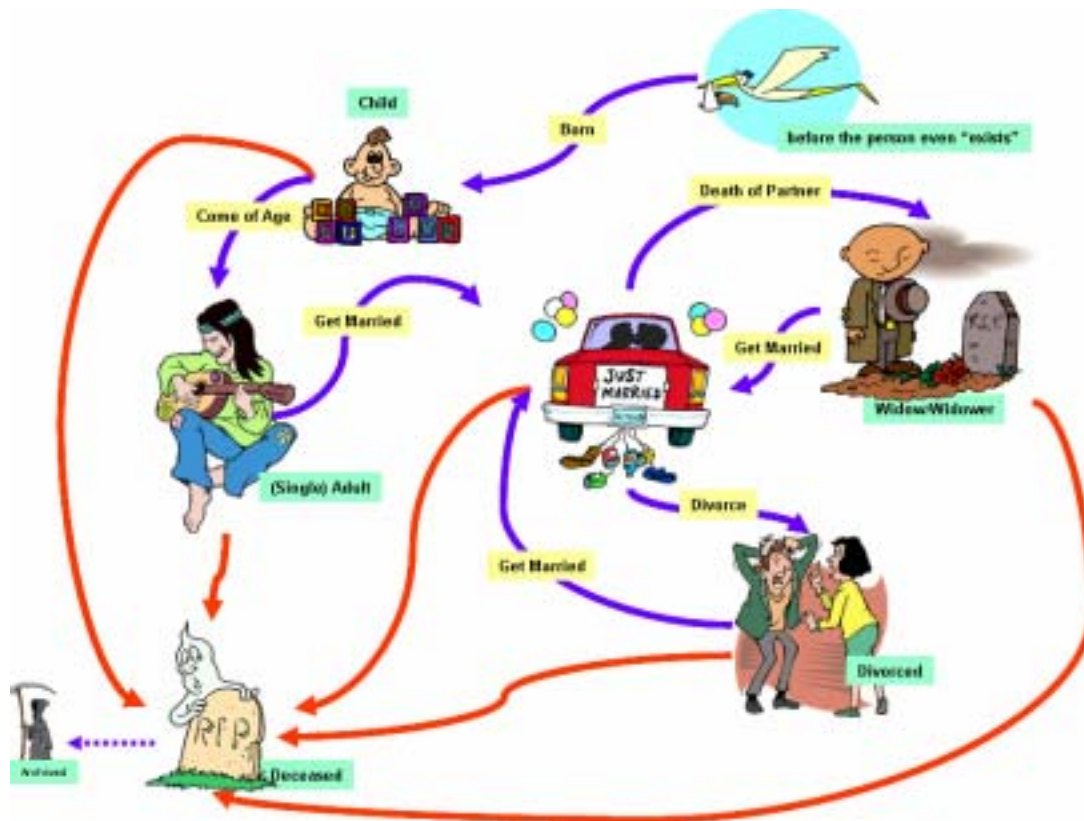 Child
Born
before the person even "exists"
Come of Age
Death of Partner
Get Married
Get Married
JUST
MARRIED
R.I.P
Widow/Widower
(Single) Adult
Divorce
Get Married
Divorced
RIP
Archived
Deceased